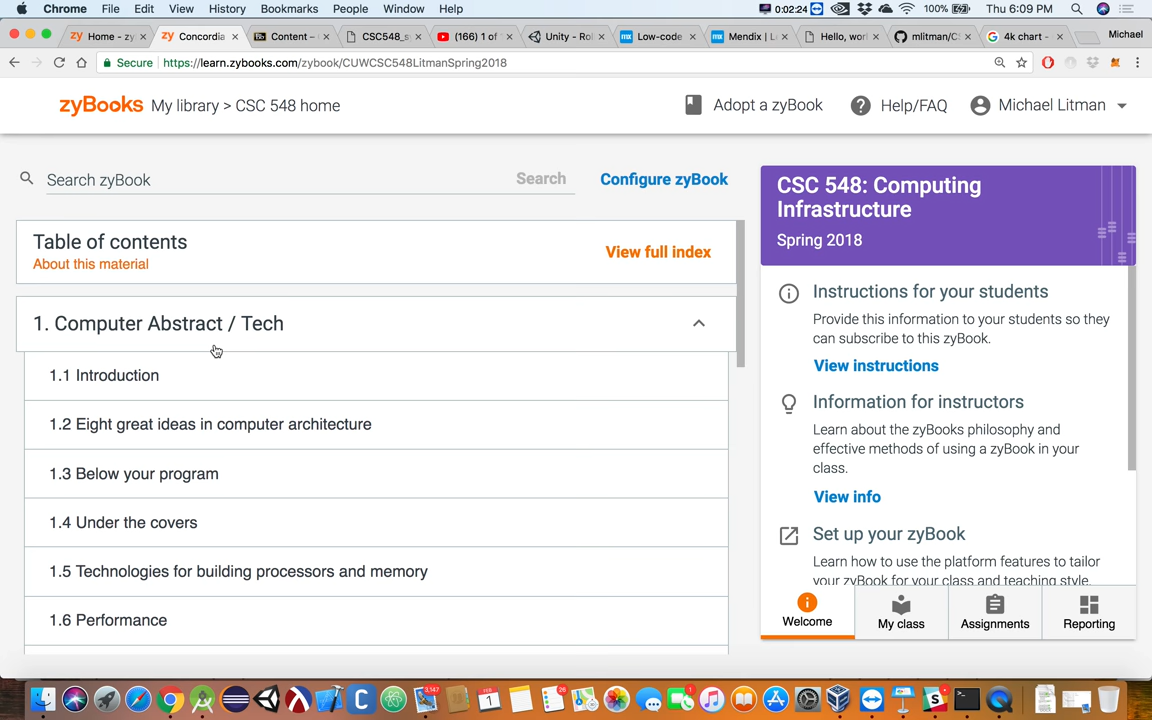 Chrome File Edit View History Bookmarks People Window Help 0:02:24 100% Thu 6:09 PM
Home - zy Concordia Content – CSC548_s (166) 1 of Unity - Ro Low-code Mendix | L Hello, worl mlitman/C 4k chart - Michael
Secure https://learn.zybooks.com/zybook/CUWCSC548LitmanSpring2018
zyBooks My library > CSC 548 home Adopt a zyBook Help/FAQ Michael Litman
Search zyBook Search Configure zyBook
Table of contents
About this material
View full index
1. Computer Abstract / Tech
1.1 Introduction
1.2 Eight great ideas in computer architecture
1.3 Below your program
1.4 Under the covers
1.5 Technologies for building processors and memory
1.6 Performance
CSC 548: Computing
Infrastructure
Spring 2018
Instructions for your students
Provide this information to your students so they
can subscribe to this zyBook.
View instructions
Information for instructors
Learn about the zyBooks philosophy and
effective methods of using a zyBook in your
class.
View info
Set up your zyBook
Learn how to use the platform features to tailor
your zyBook for your class and teaching style.
Welcome My class Assignments Reporting
3,147 FEB 1 26 1